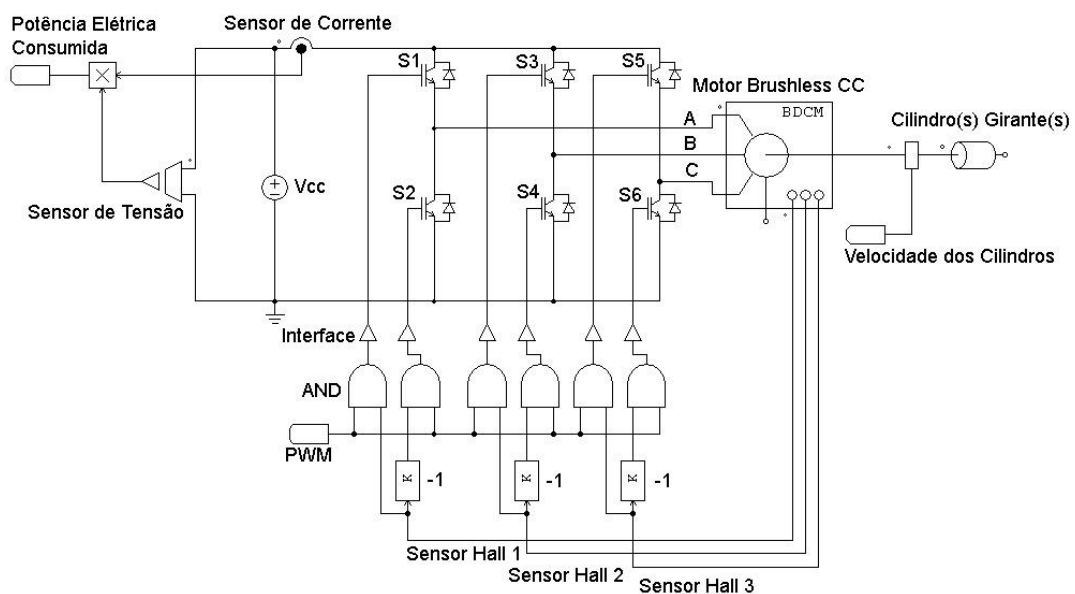 Potência Elétrica
Consumida
Sensor de Corrente
S1
S3
S5
Motor Brushless CC
BDCM
Cilindro(s) Girante(s)
A
B
C
Vcc
S2
S4
S6
Sensor de Tensão
Velocidade dos Cilindros
Interface
AND
PWM
K
-1
K
-1
K
-1
Sensor Hall 1
Sensor Hall 2
Sensor Hall 3